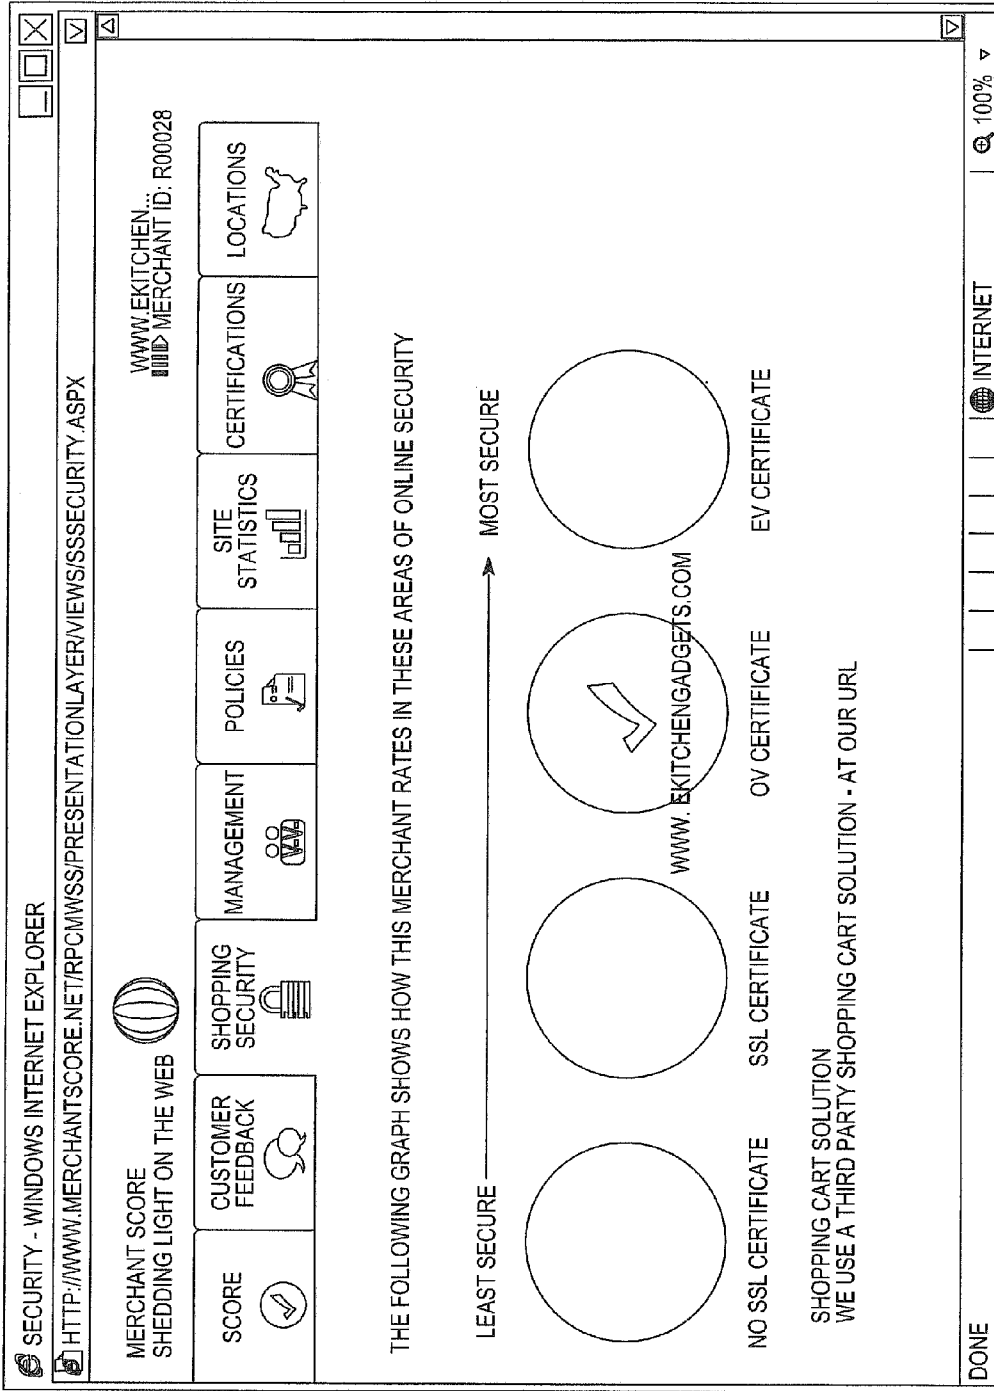 SECURITY - WINDOWS INTERNET EXPLORER
HTTP://WWW.MERCHANTSCORE.NET/RPCMWSS/PRESENTATIONLAYER/VIEWS/SSSECURITY.ASPX
MERCHANT SCORE
SHEDDING LIGHT ON THE WEB
WWW.EKITCHEN...
MERCHANT ID: R00028
SCORE
CUSTOMER
FEEDBACK
SHOPPING
SECURITY
MANAGEMENT
POLICIES
SITE
STATISTICS
CERTIFICATIONS
LOCATIONS
THE FOLLOWING GRAPH SHOWS HOW THIS MERCHANT RATES IN THESE AREAS OF ONLINE SECURITY
LEAST SECURE
MOST SECURE
WWW. EKITCHENGADGETS.COM
NO SSL CERTIFICATE
SSL CERTIFICATE
OV CERTIFICATE
EV CERTIFICATE
SHOPPING CART SOLUTION
WE USE A THIRD PARTY SHOPPING CART SOLUTION - AT OUR URL
DONE
INTERNET
100%